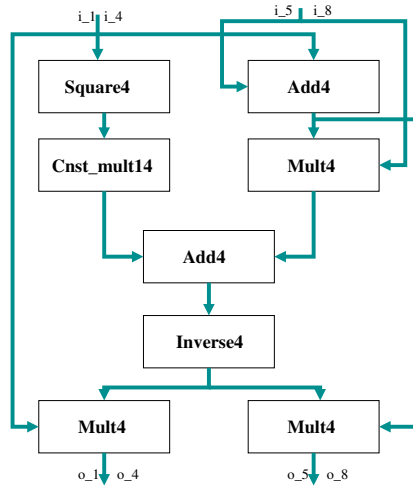 i_1 i_4 i_5 i_8
Square4 Add4
Cnst_mult14 Mult4
Add4
Inverse4
Mult4 Mult4
o_1 o_4 o_5 o_8